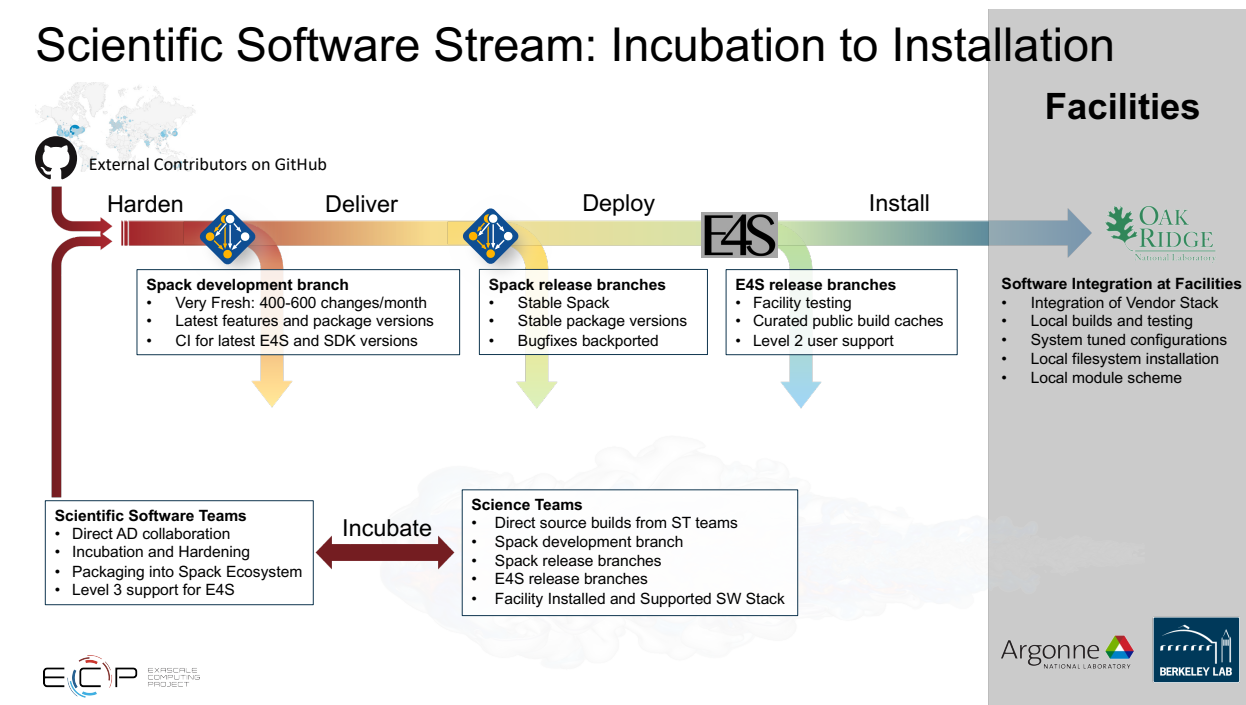 Scientific Software Stream: Incubation to Installation
Facilities
External Contributors on GitHub
Harden
Deliver
Deploy
Install
E4S
OAK
RIDGE
National Laboratory
Spack development branch
• Very Fresh: 400-600 changes/month
• Latest features and package versions
• CI for latest E4S and SDK versions
Spack release branches
• Stable Spack
• Stable package versions
• Bugfixes backported
E4S release branches
• Facility testing
• Curated public build caches
• Level 2 user support
Software Integration at Facilities
• Integration of Vendor Stack
• Local builds and testing
• System tuned configurations
• Local filesystem installation
• Local module scheme
Scientific Software Teams
• Direct AD collaboration
• Incubation and Hardening
• Packaging into Spack Ecosystem
• Level 3 support for E4S
Incubate
Science Teams
• Direct source builds from ST teams
• Spack development branch
• Spack release branches
• E4S release branches
• Facility Installed and Supported SW Stack
ECP
EXASCALE
COMPUTING
PROJECT
Argonne
NATIONAL LABORATORY
BERKELEY LAB